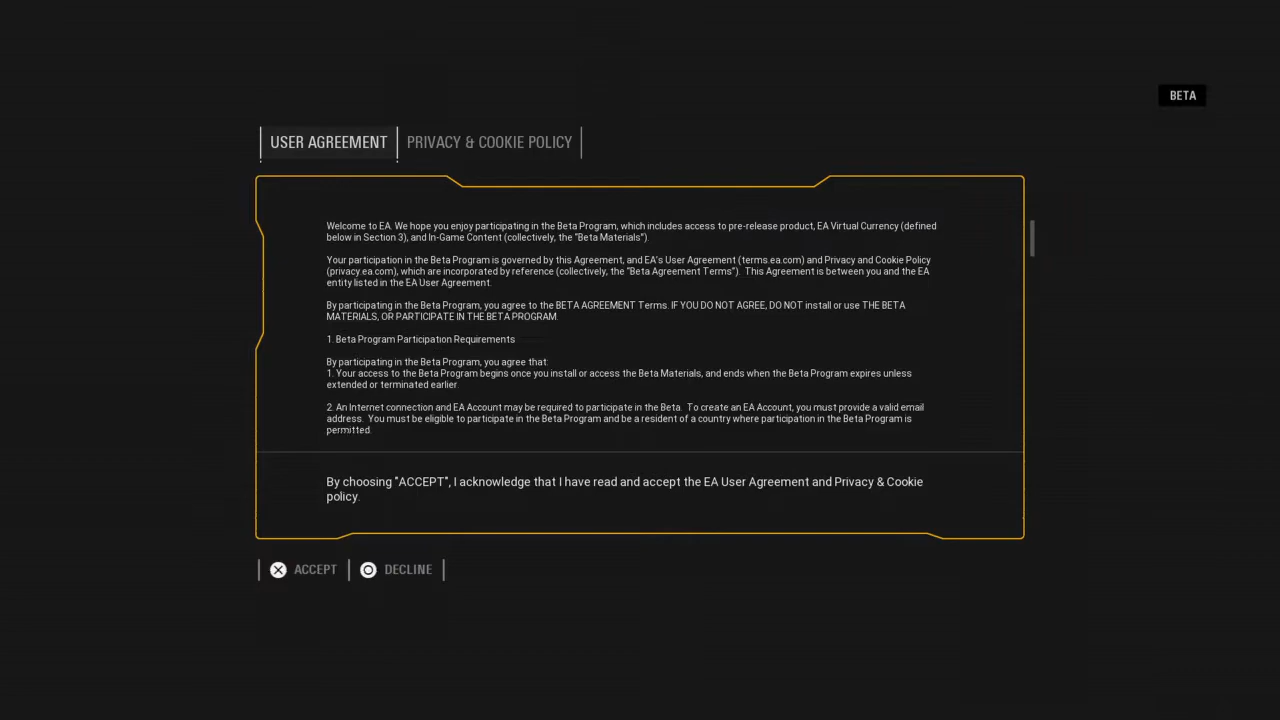 BETA
USER AGREEMENT PRIVACY & COOKIE POLICY
Welcome to EA. We hope you enjoy participating in the Beta Program, which includes access to pre-release product, EA Virtual Currency (defined
below in Section 3), and In-Game Content (collectively, the "Beta Materials").
Your participation in the Beta Program is governed by this Agreement, and EA's User Agreement (terms.ea.com) and Privacy and Cookie Policy
(privacy.ea.com), which are incorporated by reference (collectively, the "Beta Agreement Terms"). This Agreement is between you and the EA
entity listed in the EA User Agreement.
By participating in the Beta Program, you agree to the BETA AGREEMENT Terms. IF YOU DO NOT AGREE, DO NOT install or use THE BETA
MATERIALS, OR PARTICIPATE IN THE BETA PROGRAM.
1. Beta Program Participation Requirements
By participating in the Beta Program, you agree that:
1. Your access to the Beta Program begins once you install or access the Beta Materials, and ends when the Beta Program expires unless
extended or terminated earlier.
2. An Internet connection and EA Account may be required to participate in the Beta. To create an EA Account, you must provide a valid email
address. You must be eligible to participate in the Beta Program and be a resident of a country where participation in the Beta Program is
permitted.
By choosing "ACCEPT", I acknowledge that I have read and accept the EA User Agreement and Privacy & Cookie
policy.
ACCEPT DECLINE